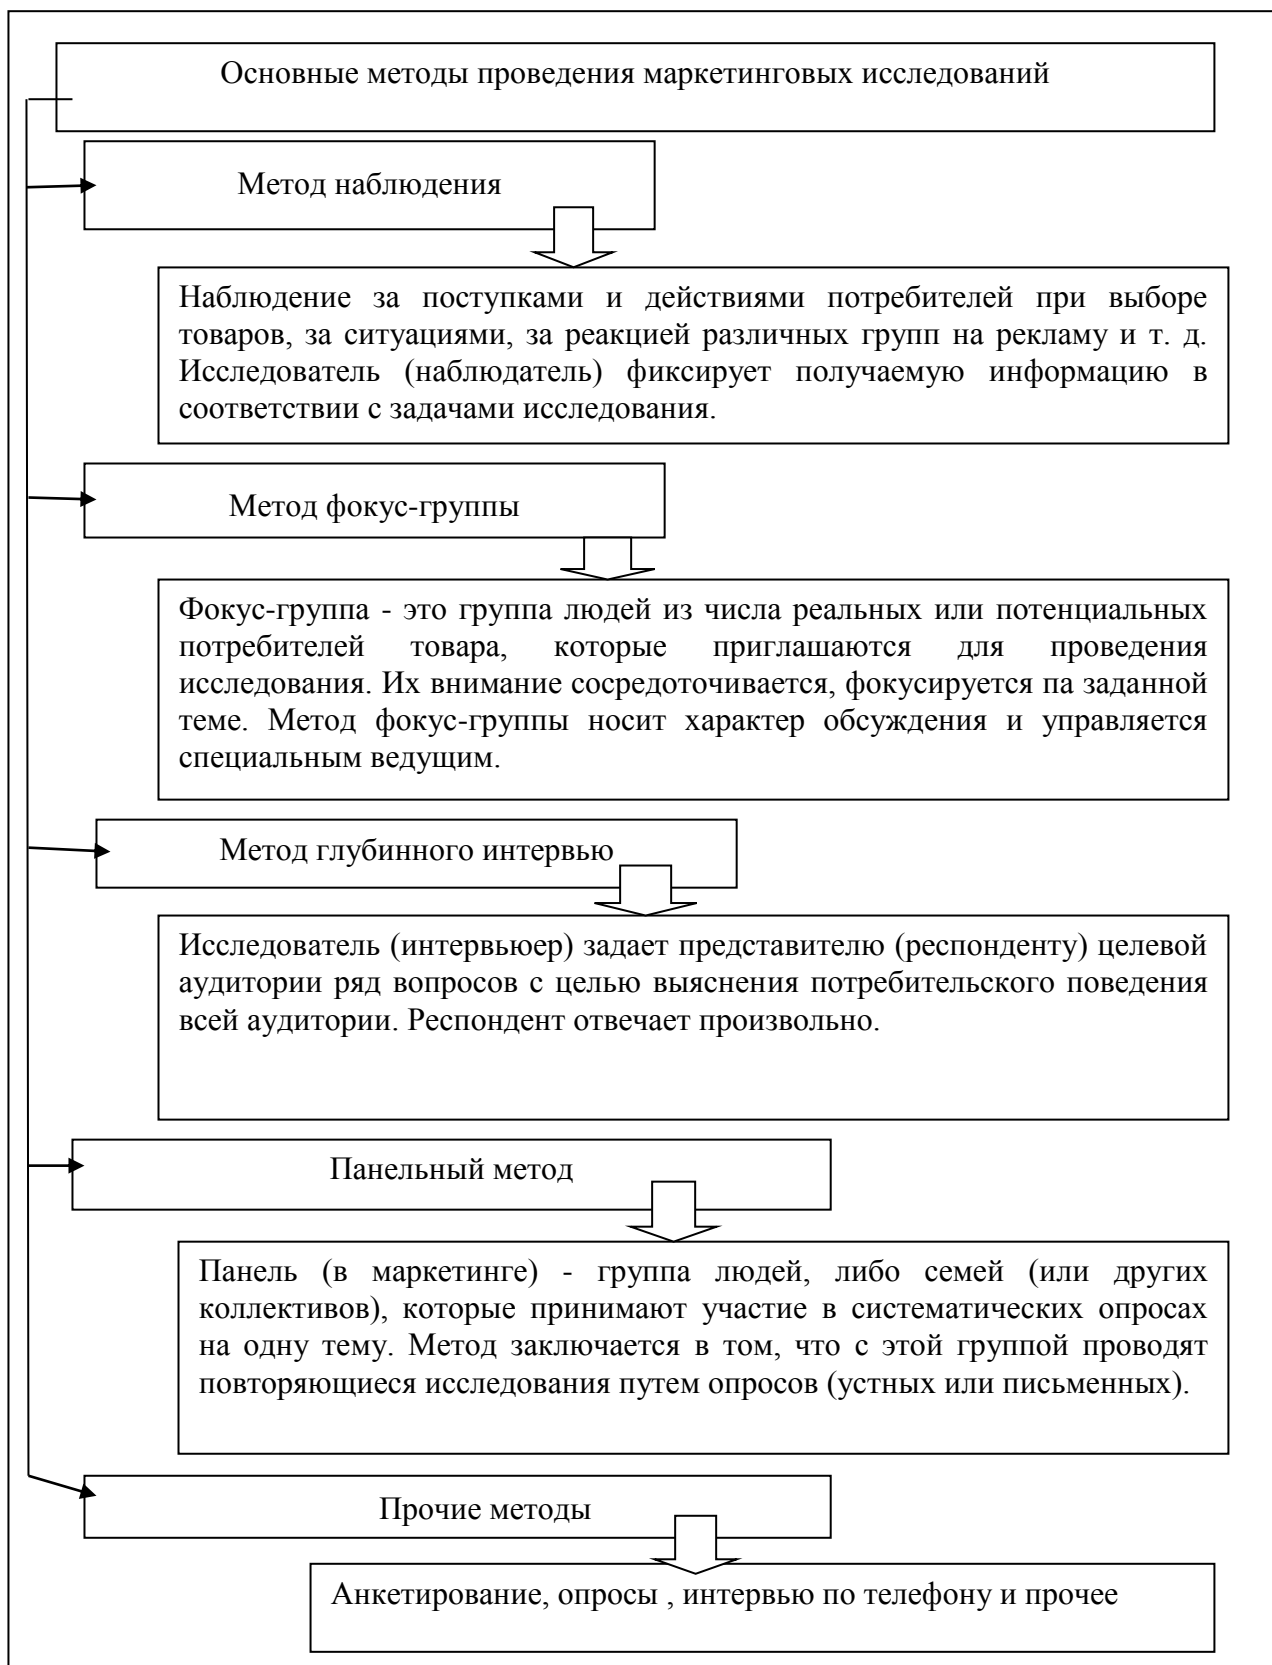 Основные методы проведения маркетинговых исследований
Метод наблюдения
Наблюдение за поступками и действиями потребителей при выборе
товаров, за ситуациями, за реакцией различных групп на рекламу и т. д.
Исследователь (наблюдатель) фиксирует получаемую информацию в
соответствии с задачами исследования.
Метод фокус-группы
Фокус-группа - это группа людей из числа реальных или потенциальных
потребителей товара, которые приглашаются для проведения
исследования. Их внимание сосредоточивается, фокусируется па заданной
теме. Метод фокус-группы носит характер обсуждения и управляется
специальным ведущим.
Метод глубинного интервью
Исследователь (интервьюер) задает представителю (респонденту) целевой
аудитории ряд вопросов с целью выяснения потребительского поведения
всей аудитории. Респондент отвечает произвольно.
Панельный метод
Панель (в маркетинге) - группа людей, либо семей (или других
коллективов), которые принимают участие в систематических опросах
на одну тему. Метод заключается в том, что с этой группой проводят
повторяющиеся исследования путем опросов (устных или письменных).
Прочие методы
Анкетирование, опросы , интервью по телефону и прочее